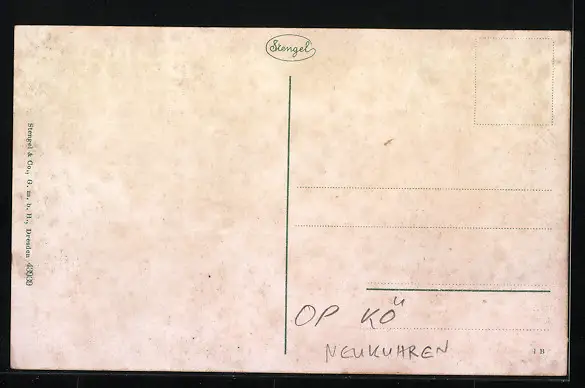 Stengel
Stengel & Co., G. m. b. H., Dresden
OP KÖ
NEUKUHREN